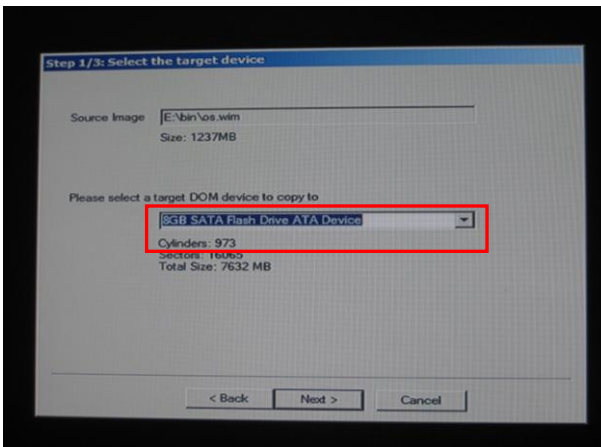 Step 1/3: Select the target device
Source Image E:\bin\os.wim
Size: 1237MB
Please select a target DOM device to copy to
8GB SATA Flash Drive ATA Device
Cylinders: 973
Sectors: 16065
Total Size: 7632 MB
< Back Next > Cancel